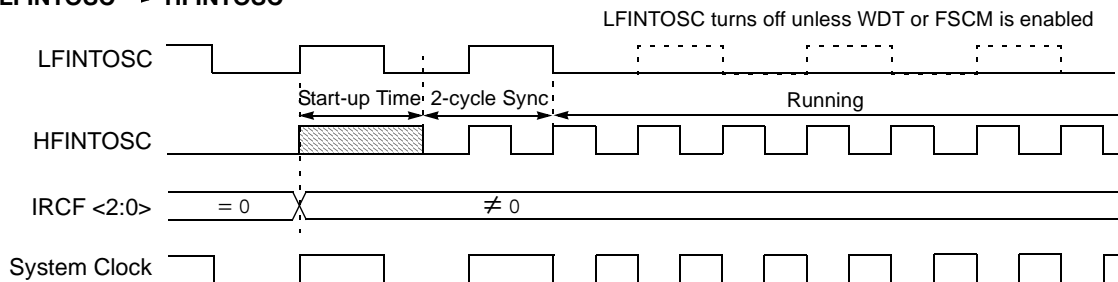 LFINTOSC turns off unless WDT or FSCM is enabled
LFINTOSC
Start-up Time 2-cycle Sync Running
HFINTOSC
IRCF <2:0> = 0 ≠ 0
System Clock